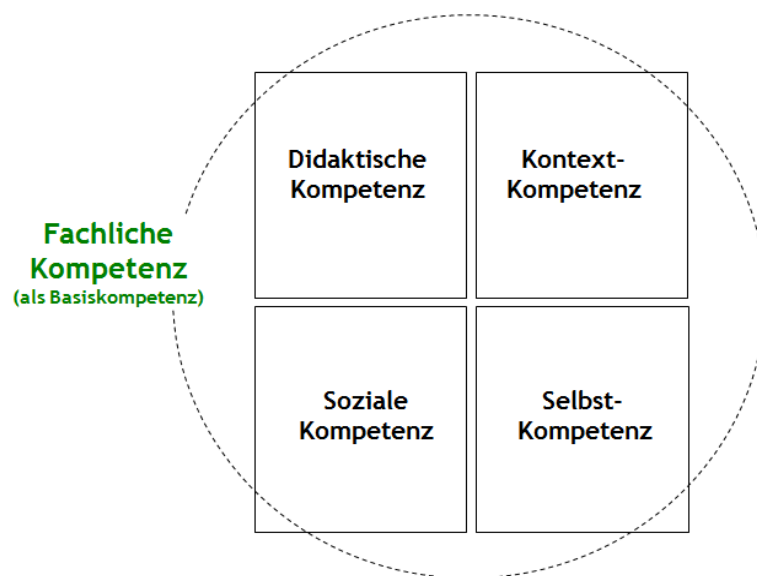 Didaktische
Kompetenz
Kontext-
Kompetenz
Fachliche
Kompetenz
(als Basiskompetenz)
Soziale
Kompetenz
Selbst-
Kompetenz